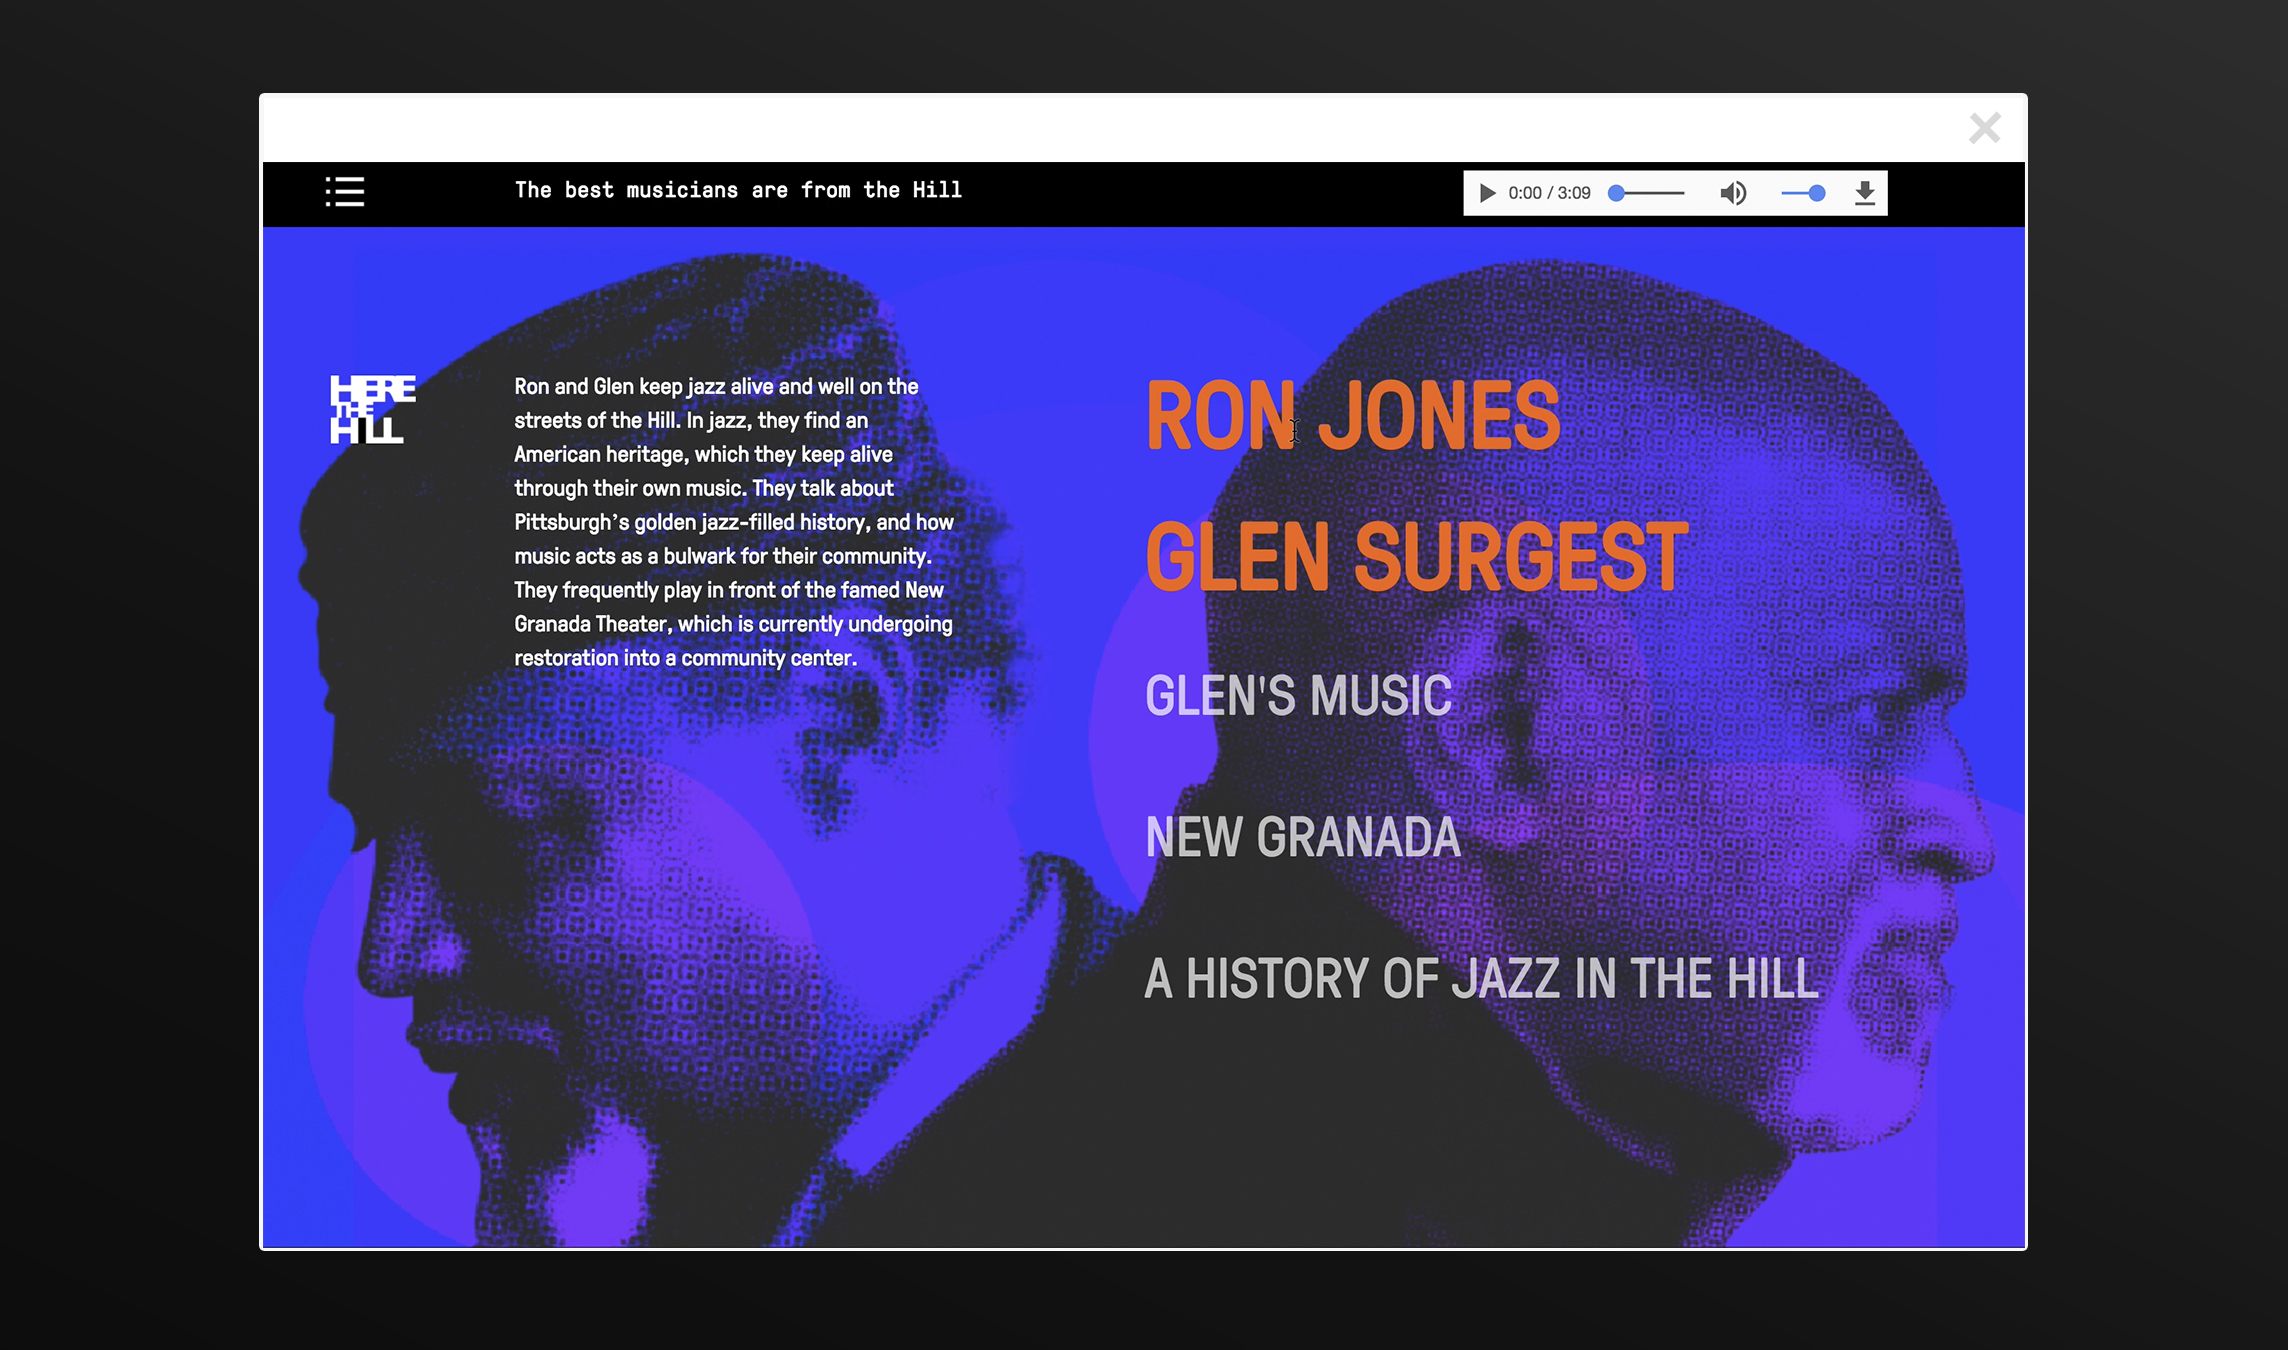 The best musicians are from the Hill
0:00 / 3:09
HERE
THE
HILL
Ron and Glen keep jazz alive and well on the
streets of the Hill. In jazz, they find an
American heritage, which they keep alive
through their own music. They talk about
Pittsburgh's golden jazz-filled history, and how
music acts as a bulwark for their community.
They frequently play in front of the famed New
Granada Theater, which is currently undergoing
restoration into a community center.
RON JONES
GLEN SURGEST
GLEN'S MUSIC
NEW GRANADA
A HISTORY OF JAZZ IN THE HILL